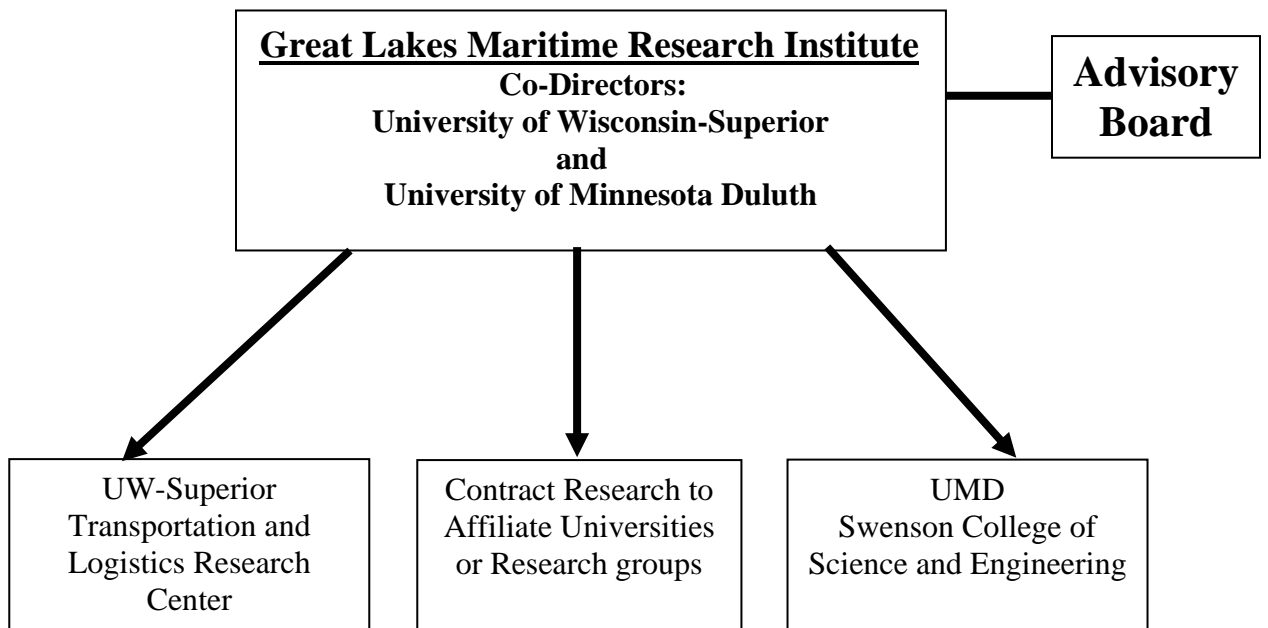 Great Lakes Maritime Research Institute
Co-Directors:
University of Wisconsin-Superior
and
University of Minnesota Duluth
Advisory
Board
UW-Superior
Transportation and
Logistics Research
Center
Contract Research to
Affiliate Universities
or Research groups
UMD
Swenson College of
Science and Engineering